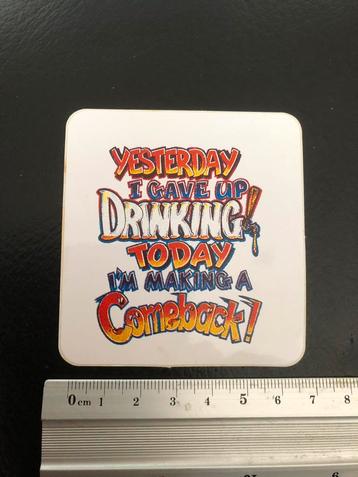 YESTERDAY
I GAVE UP
DRINKING!
TODAY
I'M MAKING A
Comeback!
0cm 1 2 3 4 5 6 7 8